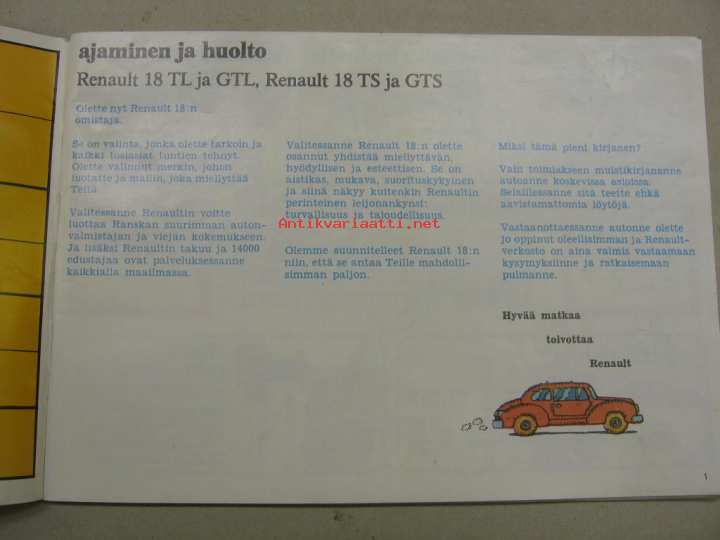 ajaminen ja huolto
Renault 18 TL ja GTL, Renault 18 TS ja GTS
Olette nyt Renault 18:n
omistaja.
Se on valinta, jonka olette tarkoin ja
kaikki tosiasiat tuntien tehnyt.
Olette valinnut merkin, johon
luotatte ja mallin, joka miellyttää
Teitä.
Valitessanne Renaultin voitte
luottaa Ranskan suurimman auton-
valmistajan ja viejän kokemukseen.
Ja lisäksi Renaultin takuu ja 14000
edustajaa ovat palveluksessanne
kaikkialla maailmassa.
Valitessanne Renault 18:n olette
osannut yhdistää miellyttävän,
hyödyllisen ja esteettisen. Se on
aistikas, mukava, suorituskykyinen
ja siinä näkyy kuitenkin Renaultin
perinteinen leijonankynsi:
turvallisuus ja taloudellisuus.
Olemme suunnitelleet Renault 18:n
niin, että se antaa Teille mahdolli-
simman paljon.
Miksi tämä pieni kirjanen?
Vain toimiakseen muistikirjananne
autoanne koskevissa asioissa.
Selaillessanne sitä teette ehkä
aavistamattomia löytöjä.
Vastaanottaessanne autonne olette
jo oppinut oleellisimman ja Renault-
verkosto on aina valmis vastaamaan
kysymyksiinne ja ratkaisemaan
pulmanne.
Hyvää matkaa
toivottaa
Renault
1
Antikvariaatti.net